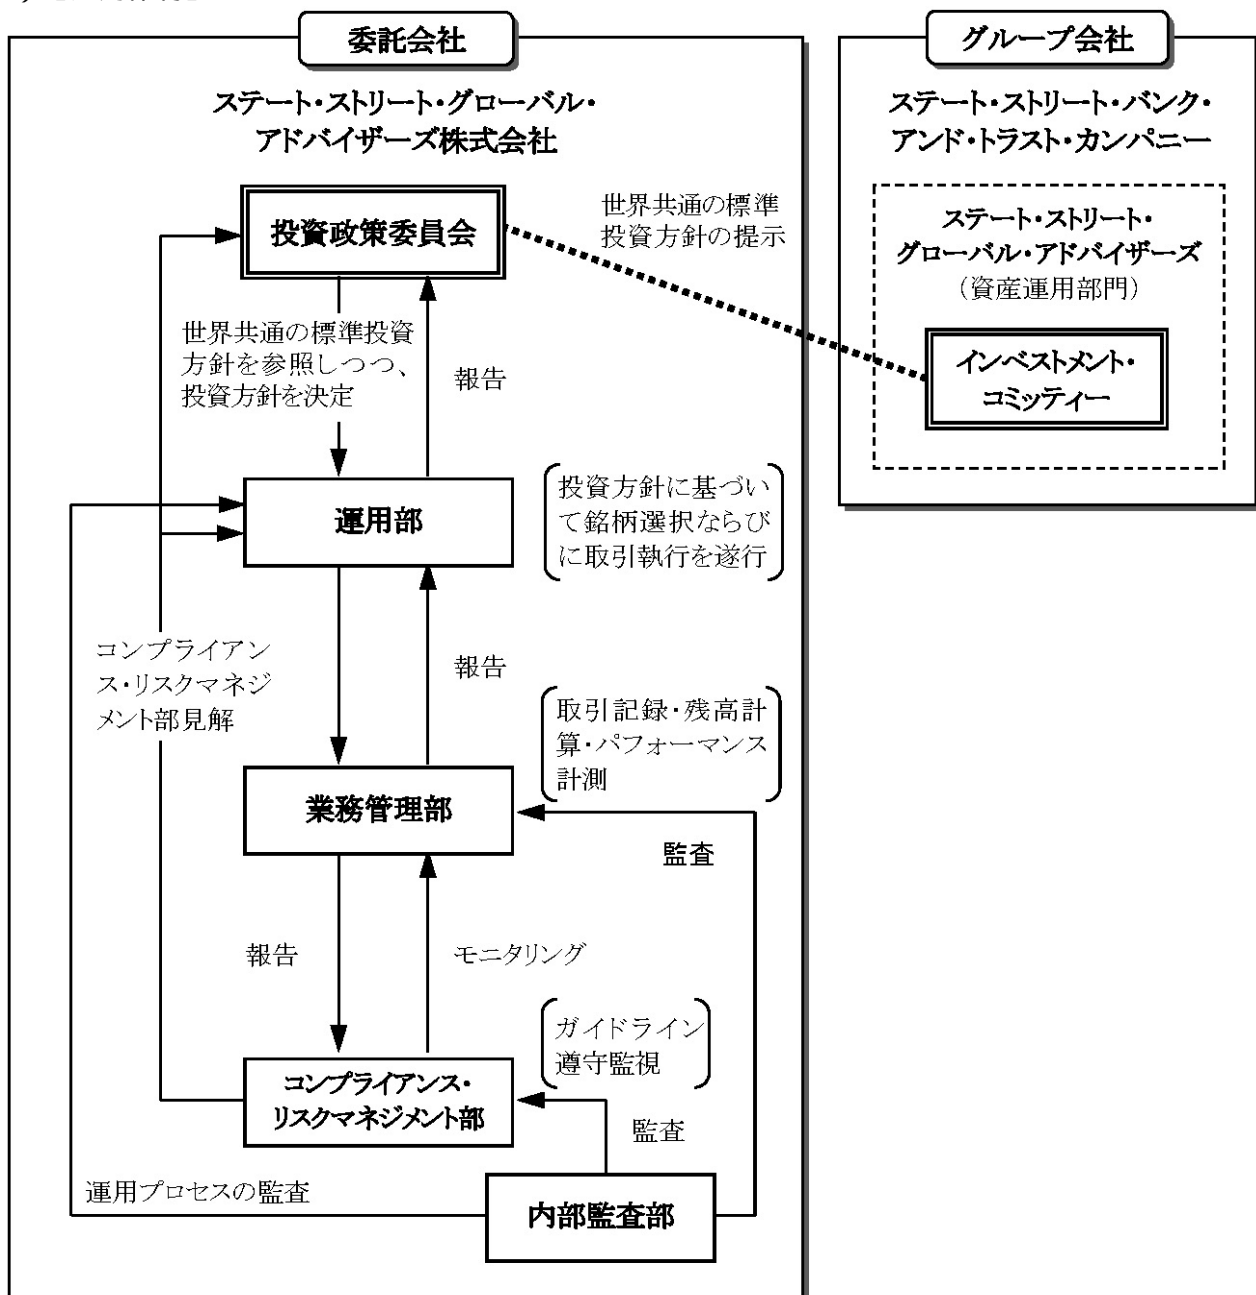 委託会社
ステート・ストリート・グローバル・
アドバイザーズ株式会社
投資政策委員会
世界共通の標準
投資方針の提示
世界共通の標準投資
方針を参照しつつ、
投資方針を決定
報告
運用部
投資方針に基づい
て銘柄選択ならび
に取引執行を遂行
コンプライアン
ス・リスクマネジ
メント部見解
報告
取引記録・残高計
算・パフォーマンス
計測
業務管理部
監査
報告
モニタリング
ガイドライン
遵守監視
コンプライアンス・
リスクマネジメント部
監査
運用プロセスの監査
内部監査部
グループ会社
ステート・ストリート・バンク・
アンド・トラスト・カンパニー
ステート・ストリート・
グローバル・アドバイザーズ
（資産運用部門）
インベストメント・
コミッティー